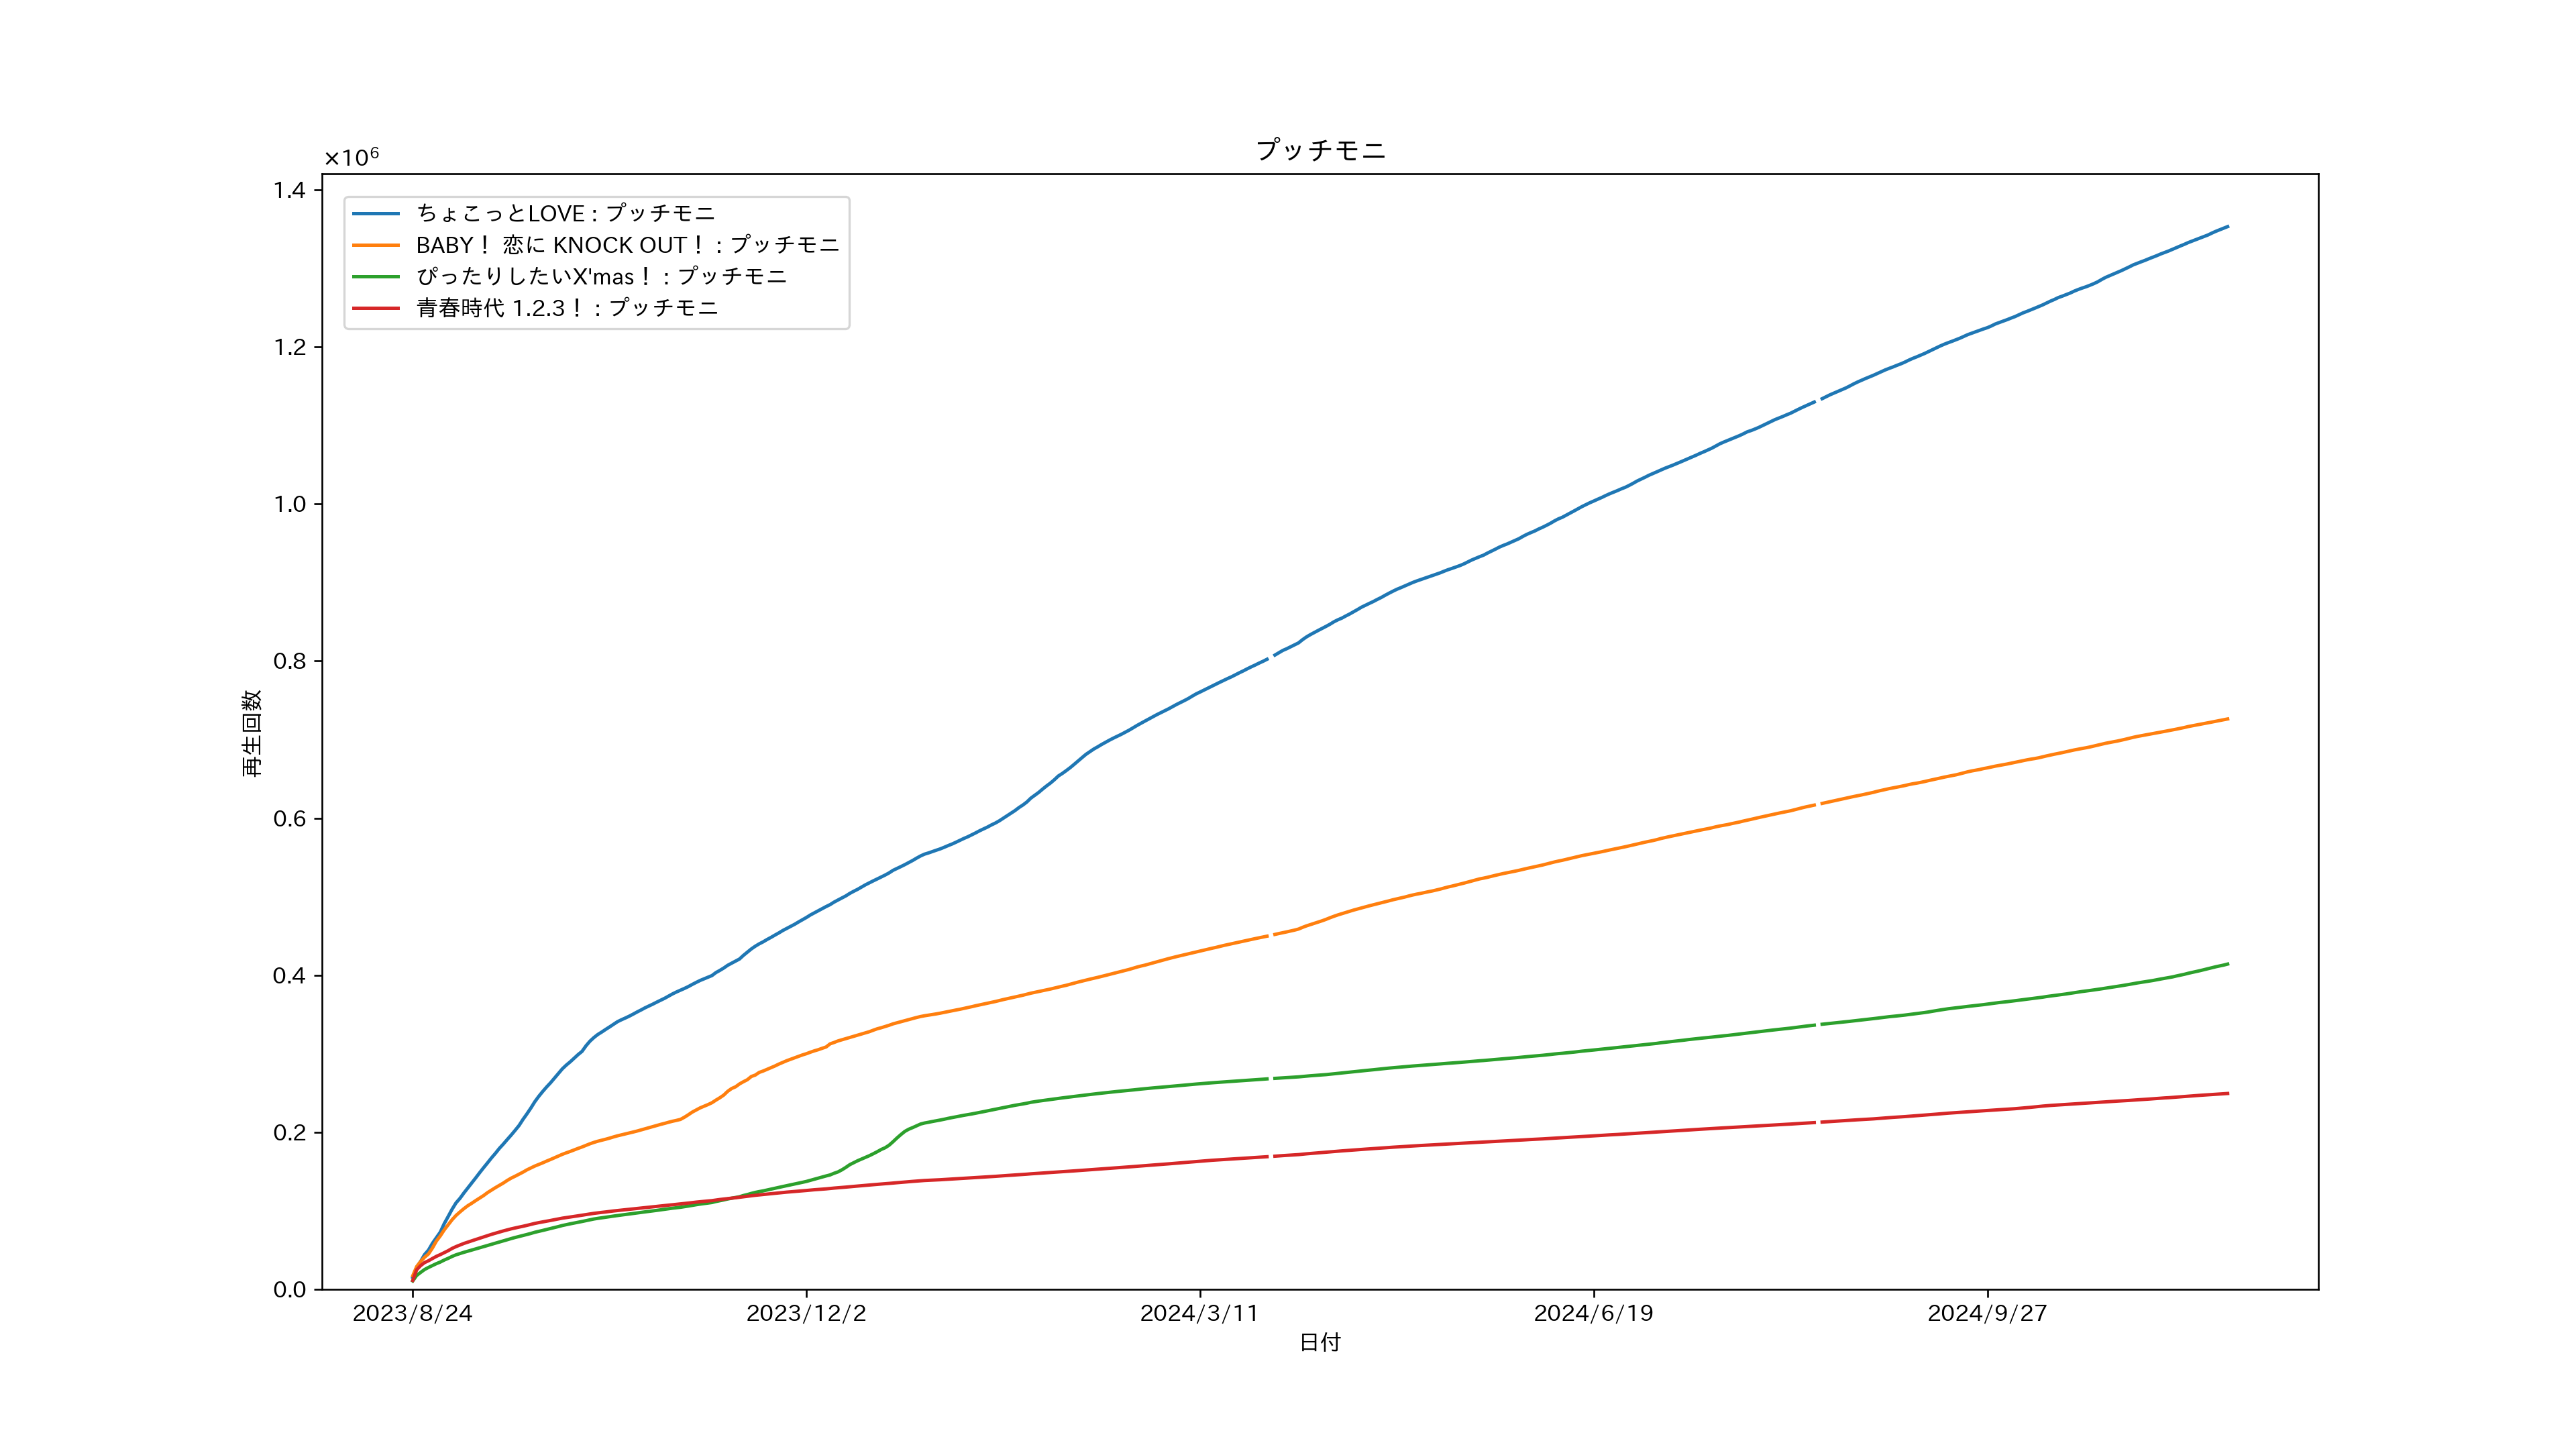 プッチモニ
×10⁶
1.4
1.2
1.0
0.8
0.6
0.4
0.2
0.0
ちょこっとLOVE : プッチモニ
BABY！ 恋に KNOCK OUT！ : プッチモニ
ぴったりしたいX'mas！ : プッチモニ
青春時代 1.2.3！ : プッチモニ
再生回数
2023/8/24
2023/12/2
2024/3/11
2024/6/19
2024/9/27
日付